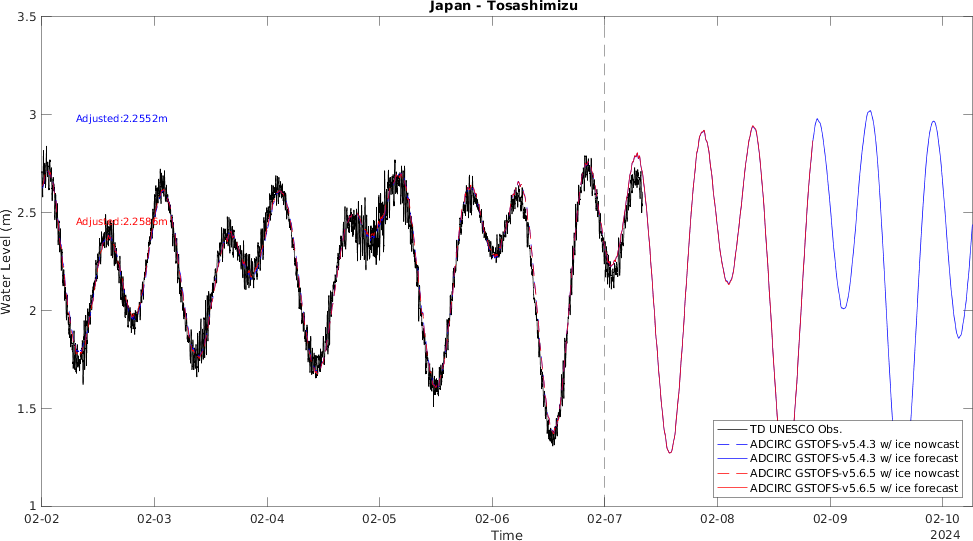 Japan - Tosashimizu
3.5
3
2.5
2
1.5
1
Water Level (m)
Adjusted:2.2552m
Adjusted:2.2586m
TD UNESCO Obs.
ADCIRC GSTOFS-v5.4.3 w/ ice nowcast
ADCIRC GSTOFS-v5.4.3 w/ ice forecast
ADCIRC GSTOFS-v5.6.5 w/ ice nowcast
ADCIRC GSTOFS-v5.6.5 w/ ice forecast
02-02 02-03 02-04 02-05 02-06 02-07 02-08 02-09 02-10
Time
2024